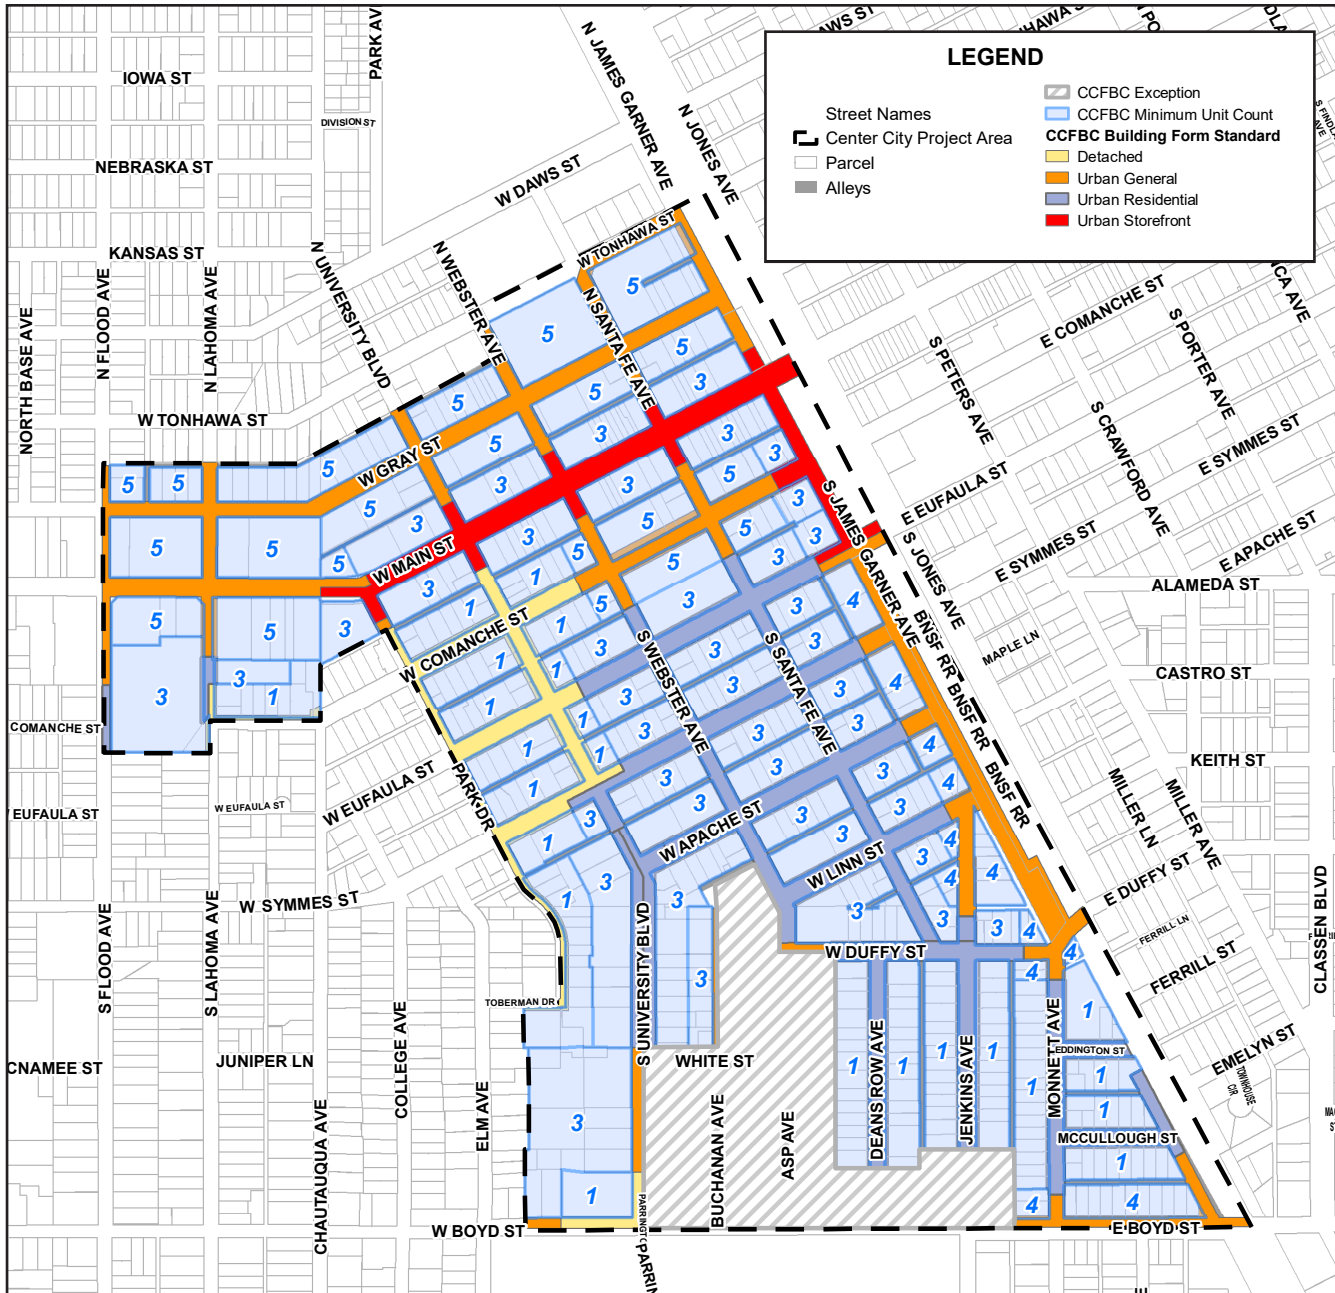 LEGEND
Street Names
Center City Project Area
Parcel
Alleys
CCFBC Exception
CCFBC Minimum Unit Count
CCFBC Building Form Standard
Detached
Urban General
Urban Residential
Urban Storefront
IOWA ST
PARK AV
DIVISION ST
NEBRASKA ST
KANSAS ST
N FLOOD AVE
N LAHOMA AVE
NORTH BASE AVE
N UNIVERSITY BLVD
N WEBSTER AVE
W DAWS ST
N JAMES GARNER AVE
N JONES AVE
AWS ST
W TONHAWA ST
N SANTA FE AVE
W TONHAWA ST
W GRAY ST
W MAIN ST
W COMANCHE ST
W EUFAULA ST
W EUFAULA ST
EUFAULA ST
COMANCHE ST
PARK DR
W SYMMES ST
W APACHE ST
W LINN ST
W DUFFY ST
S WEBSTER AVE
S SANTA FE AVE
S JAMES GARNER AVE
S JONES AVE
BNSF RR
BNSF RR
BNSF RR
S PETERS AVE
E COMANCHE ST
S PORTER AVE
S CRAWFORD AVE
E SYMMES ST
E EUFAULA ST
E SYMMES ST
E APACHE ST
ALAMEDA ST
MAPLE LN
CASTRO ST
KEITH ST
MILLER LN
MILLER AVE
E DUFFY ST
FERRILL LN
FERRILL ST
CLASSEN BLVD
EMELYN ST
TOWNHOUSE CIR
S FLOOD AVE
S LAHOMA AVE
TOBERMAN DR
S UNIVERSITY BLVD
WHITE ST
JUNIPER LN
CNAMEE ST
COLLEGE AVE
ELM AVE
CHAUTAUQUA AVE
BUCHANAN AVE
ASP AVE
DEANS ROW AVE
JENKINS AVE
MONNETT AVE
EDDINGTON ST
MCCULLOUGH ST
W BOYD ST
E BOYD ST
PARRIN
5
5
5
5
3
5
3
5
5
5
3
5
3
3
3
5
5
5
5
5
3
3
5
5
5
3
3
5
3
5
3
1
1
3
5
3
3
4
5
5
3
3
3
1
1
1
1
3
5
3
3
3
3
4
1
1
1
1
3
3
3
3
3
3
4
4
1
3
3
3
3
3
3
3
4
4
1
3
3
3
3
3
4
4
3
4
4
1
1
1
1
1
1
1
1
4
4
3
1